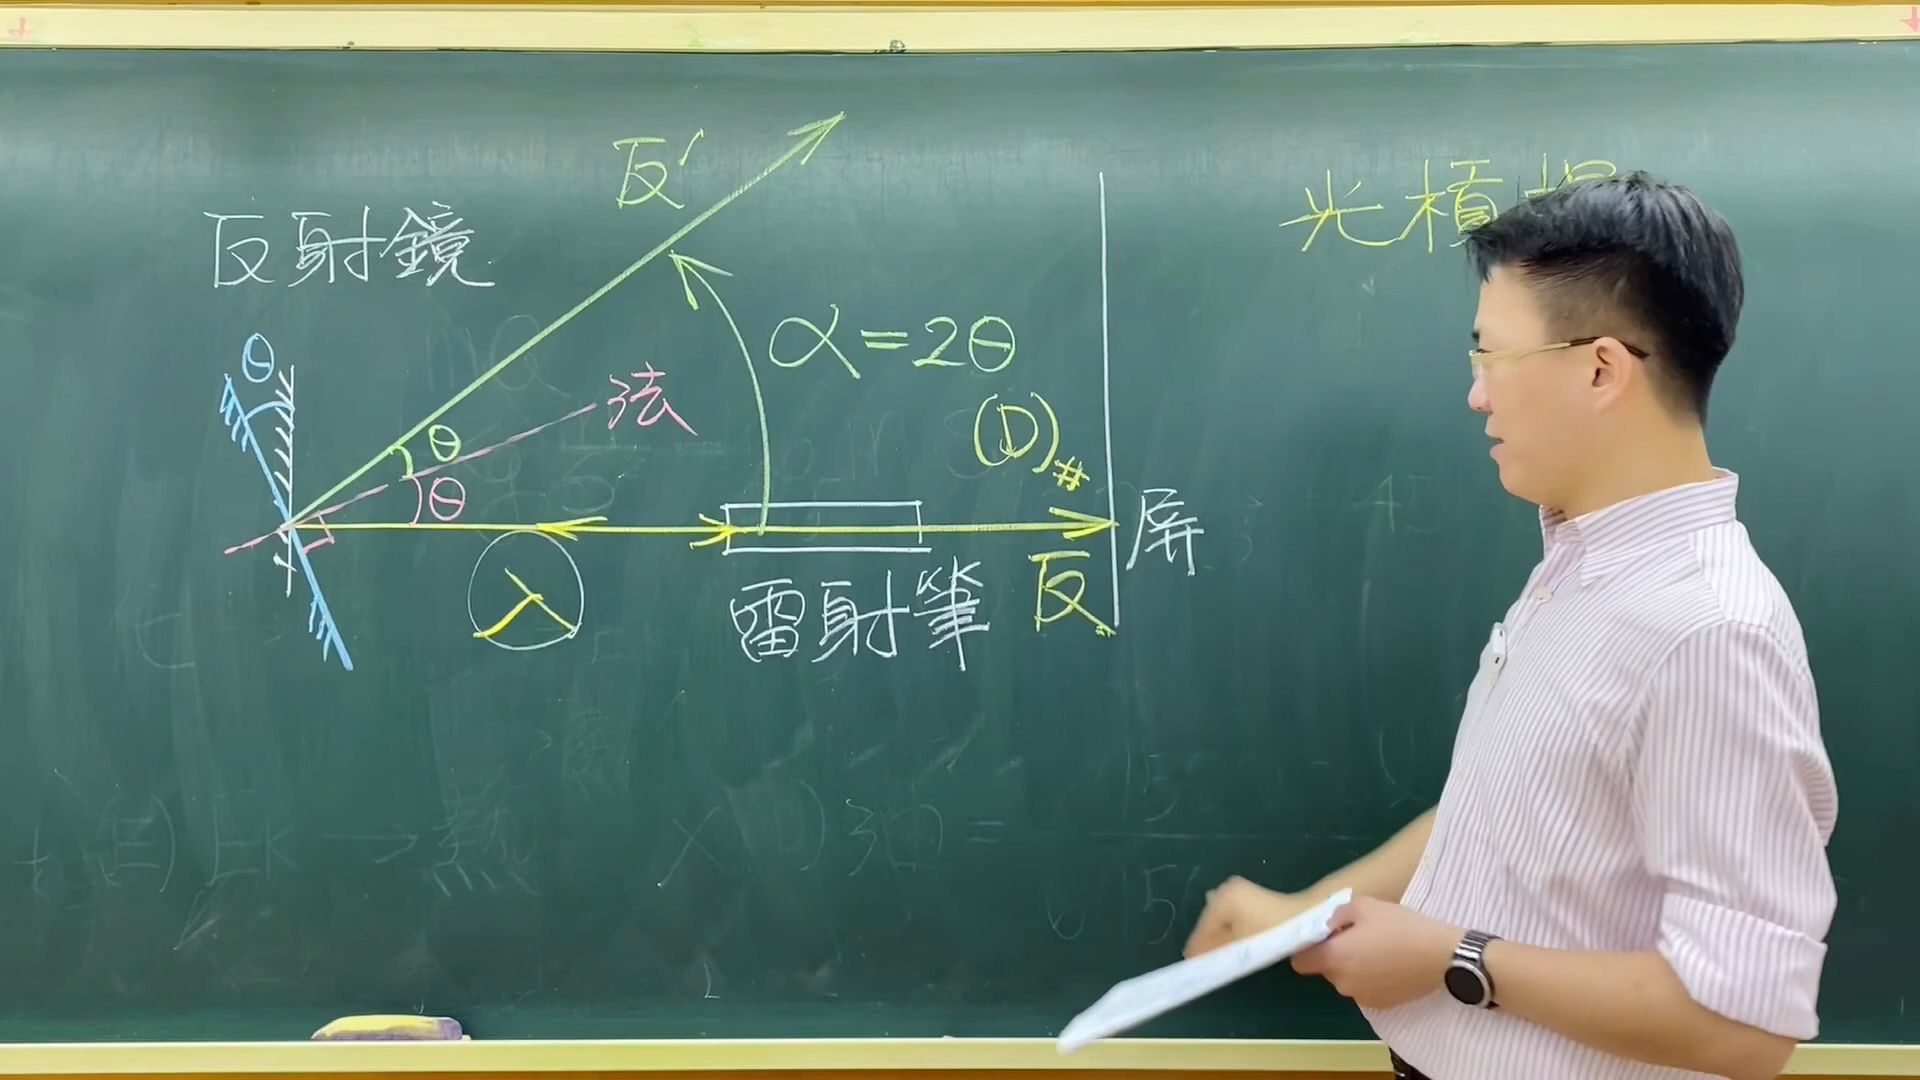 反'
光槓
反射鏡
θ
α=2θ
法
θ
(D)#
θ
屏
入
雷射筆
反